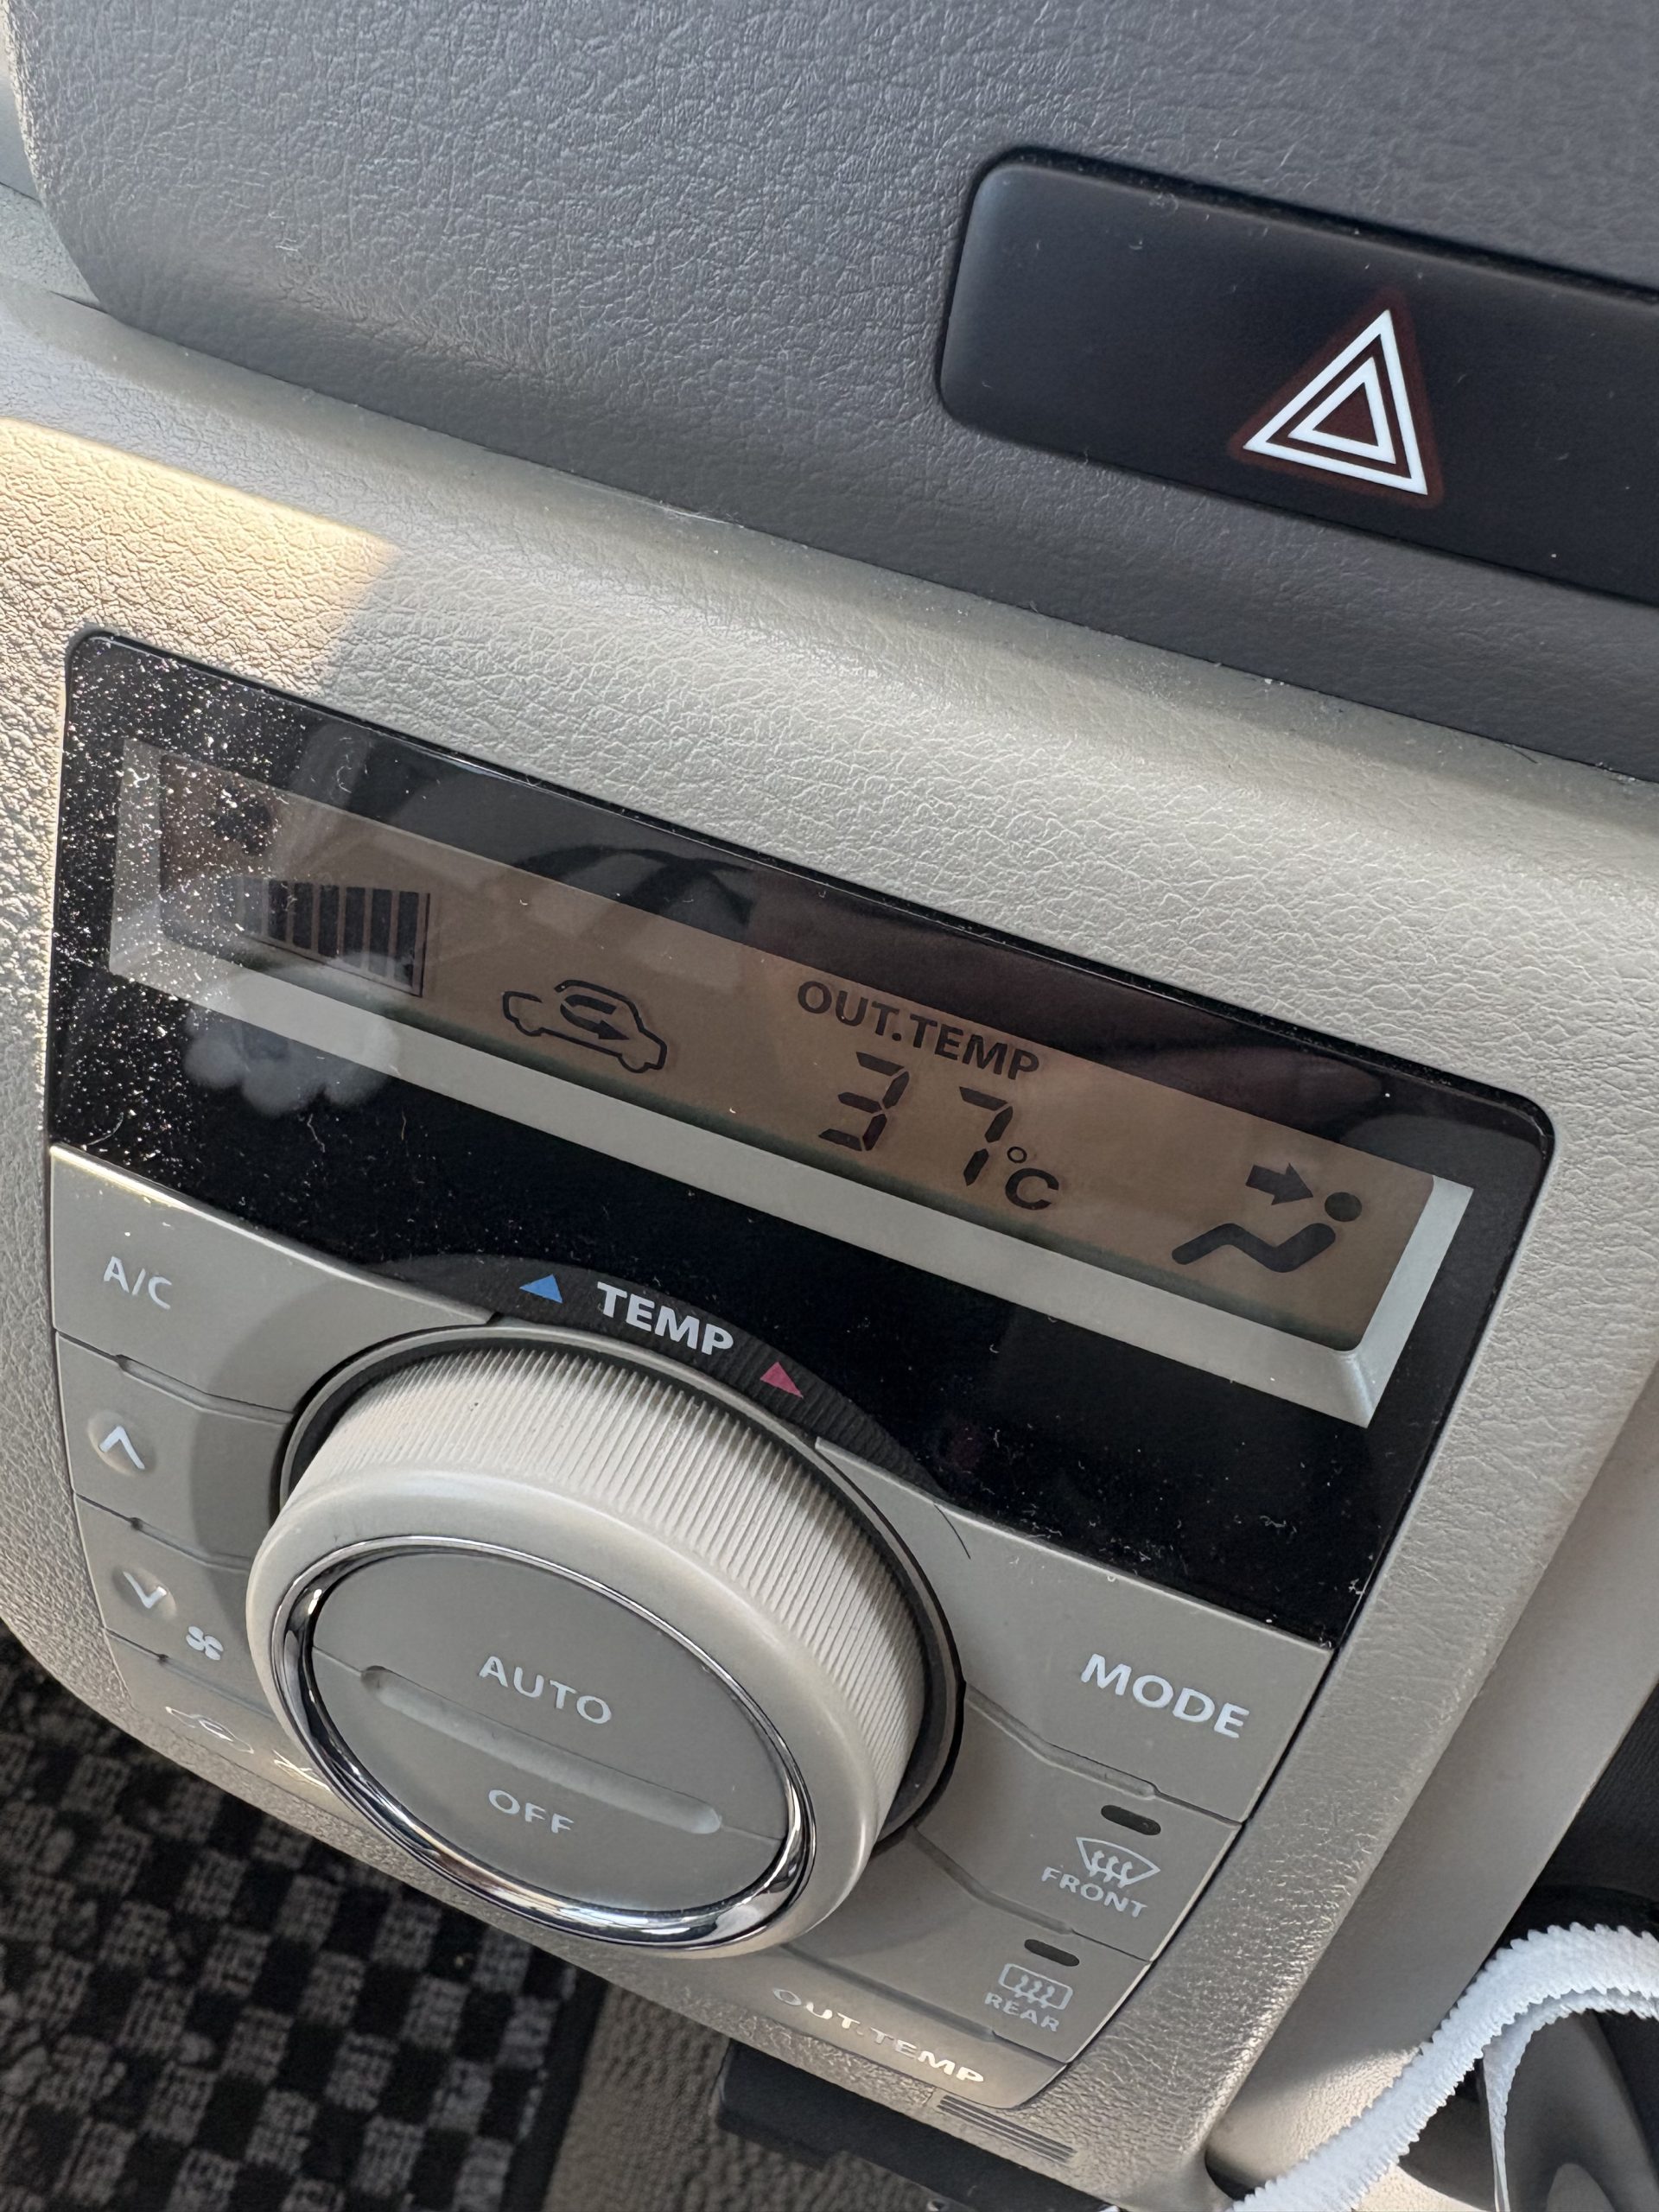 OUT.TEMP
37°C
A/C
TEMP
AUTO
OFF
MODE
FRONT
REAR
OUT.TEMP